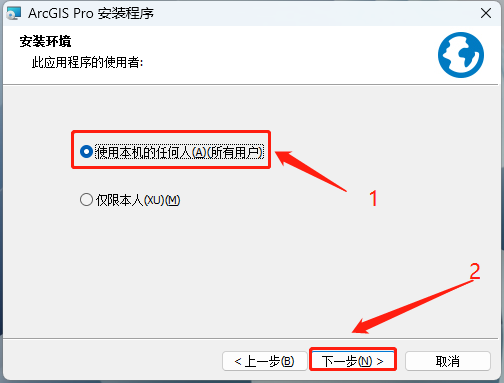 ArcGIS Pro 安装程序
安装环境
此应用程序的使用者:
使用本机的任何人(A)(所有用户)
1
仅限本人(XU)(M)
2
< 上一步(B) 下一步(N) > 取消